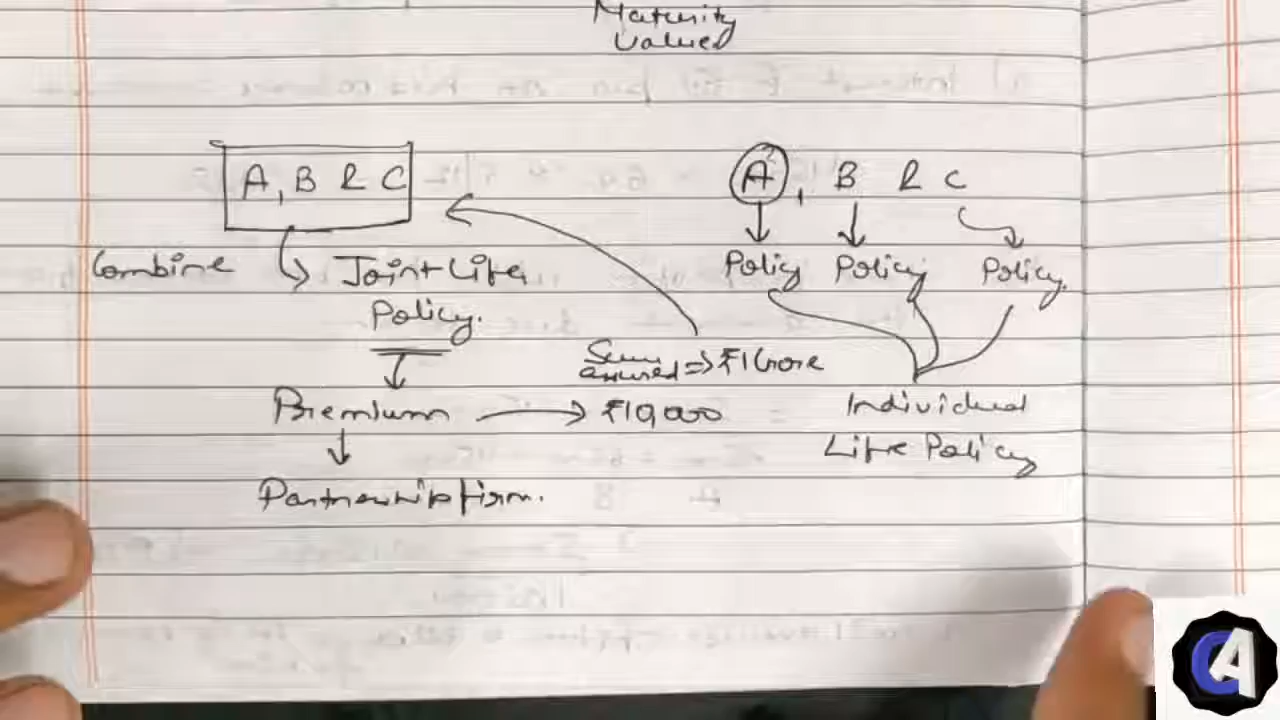 Maturity
Valued
A, B & C
Combine
Joint Life
Policy.
Premium → ₹10,000
Partnership firm.
Sum
assured ⇒ ₹1 Crore
A, B & C
Policy Policy Policy.
Individual
Life Policy
CA